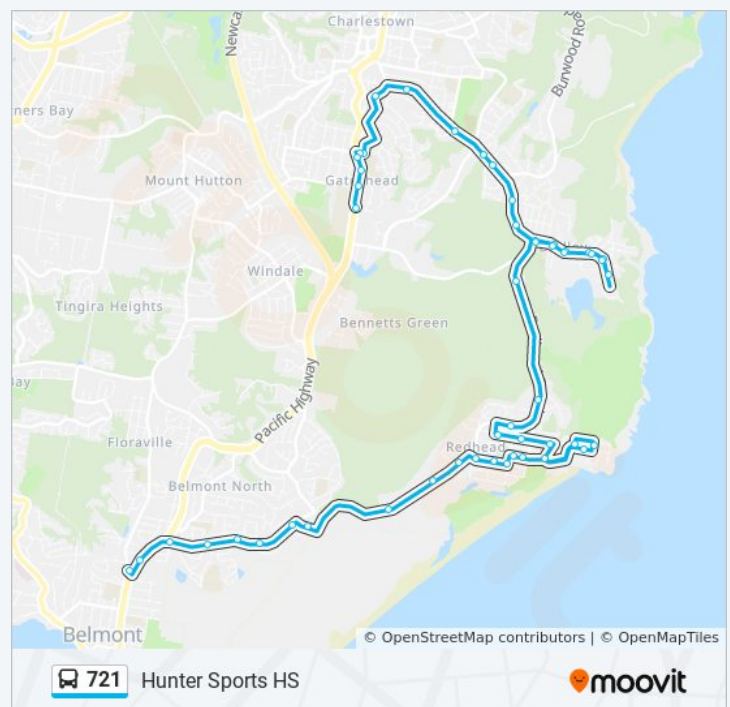 Charlestown
Newca
Burwood Roa
ners Bay
Mount Hutton
Gateshead
Windale
Tingira Heights
Bennetts Green
Bay
Pacific Highway
Floraville
Redhead
Belmont North
Belmont
© OpenStreetMap contributors | © OpenMapTiles
721 Hunter Sports HS
moovit